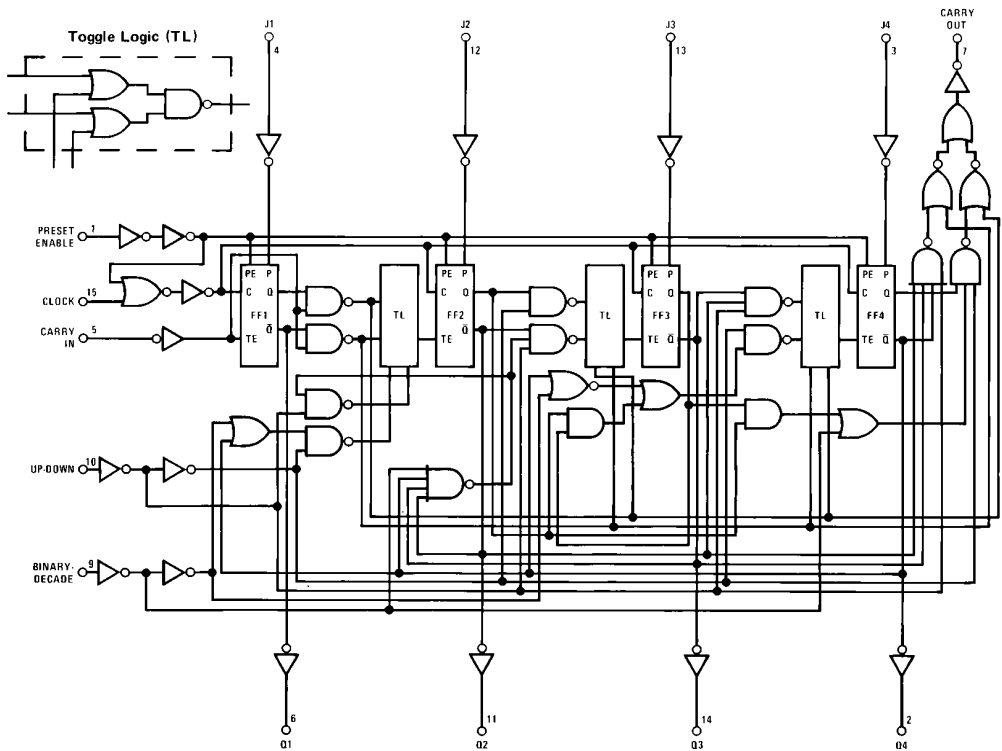 Toggle Logic (TL)
J1
4
J2
12
J3
13
J4
3
CARRY
OUT
7
PRESET
ENABLE
1
CLOCK
15
CARRY
IN
5
PE P
C Q
FF1
TE Q̅
TL
PE P
C Q
FF2
TE Q̅
TL
PE P
C Q
FF3
TE Q̅
TL
PE P
C Q
FF4
TE Q̅
UP-DOWN
10
BINARY-
DECADE
9
6
Q1
11
Q2
14
Q3
2
Q4